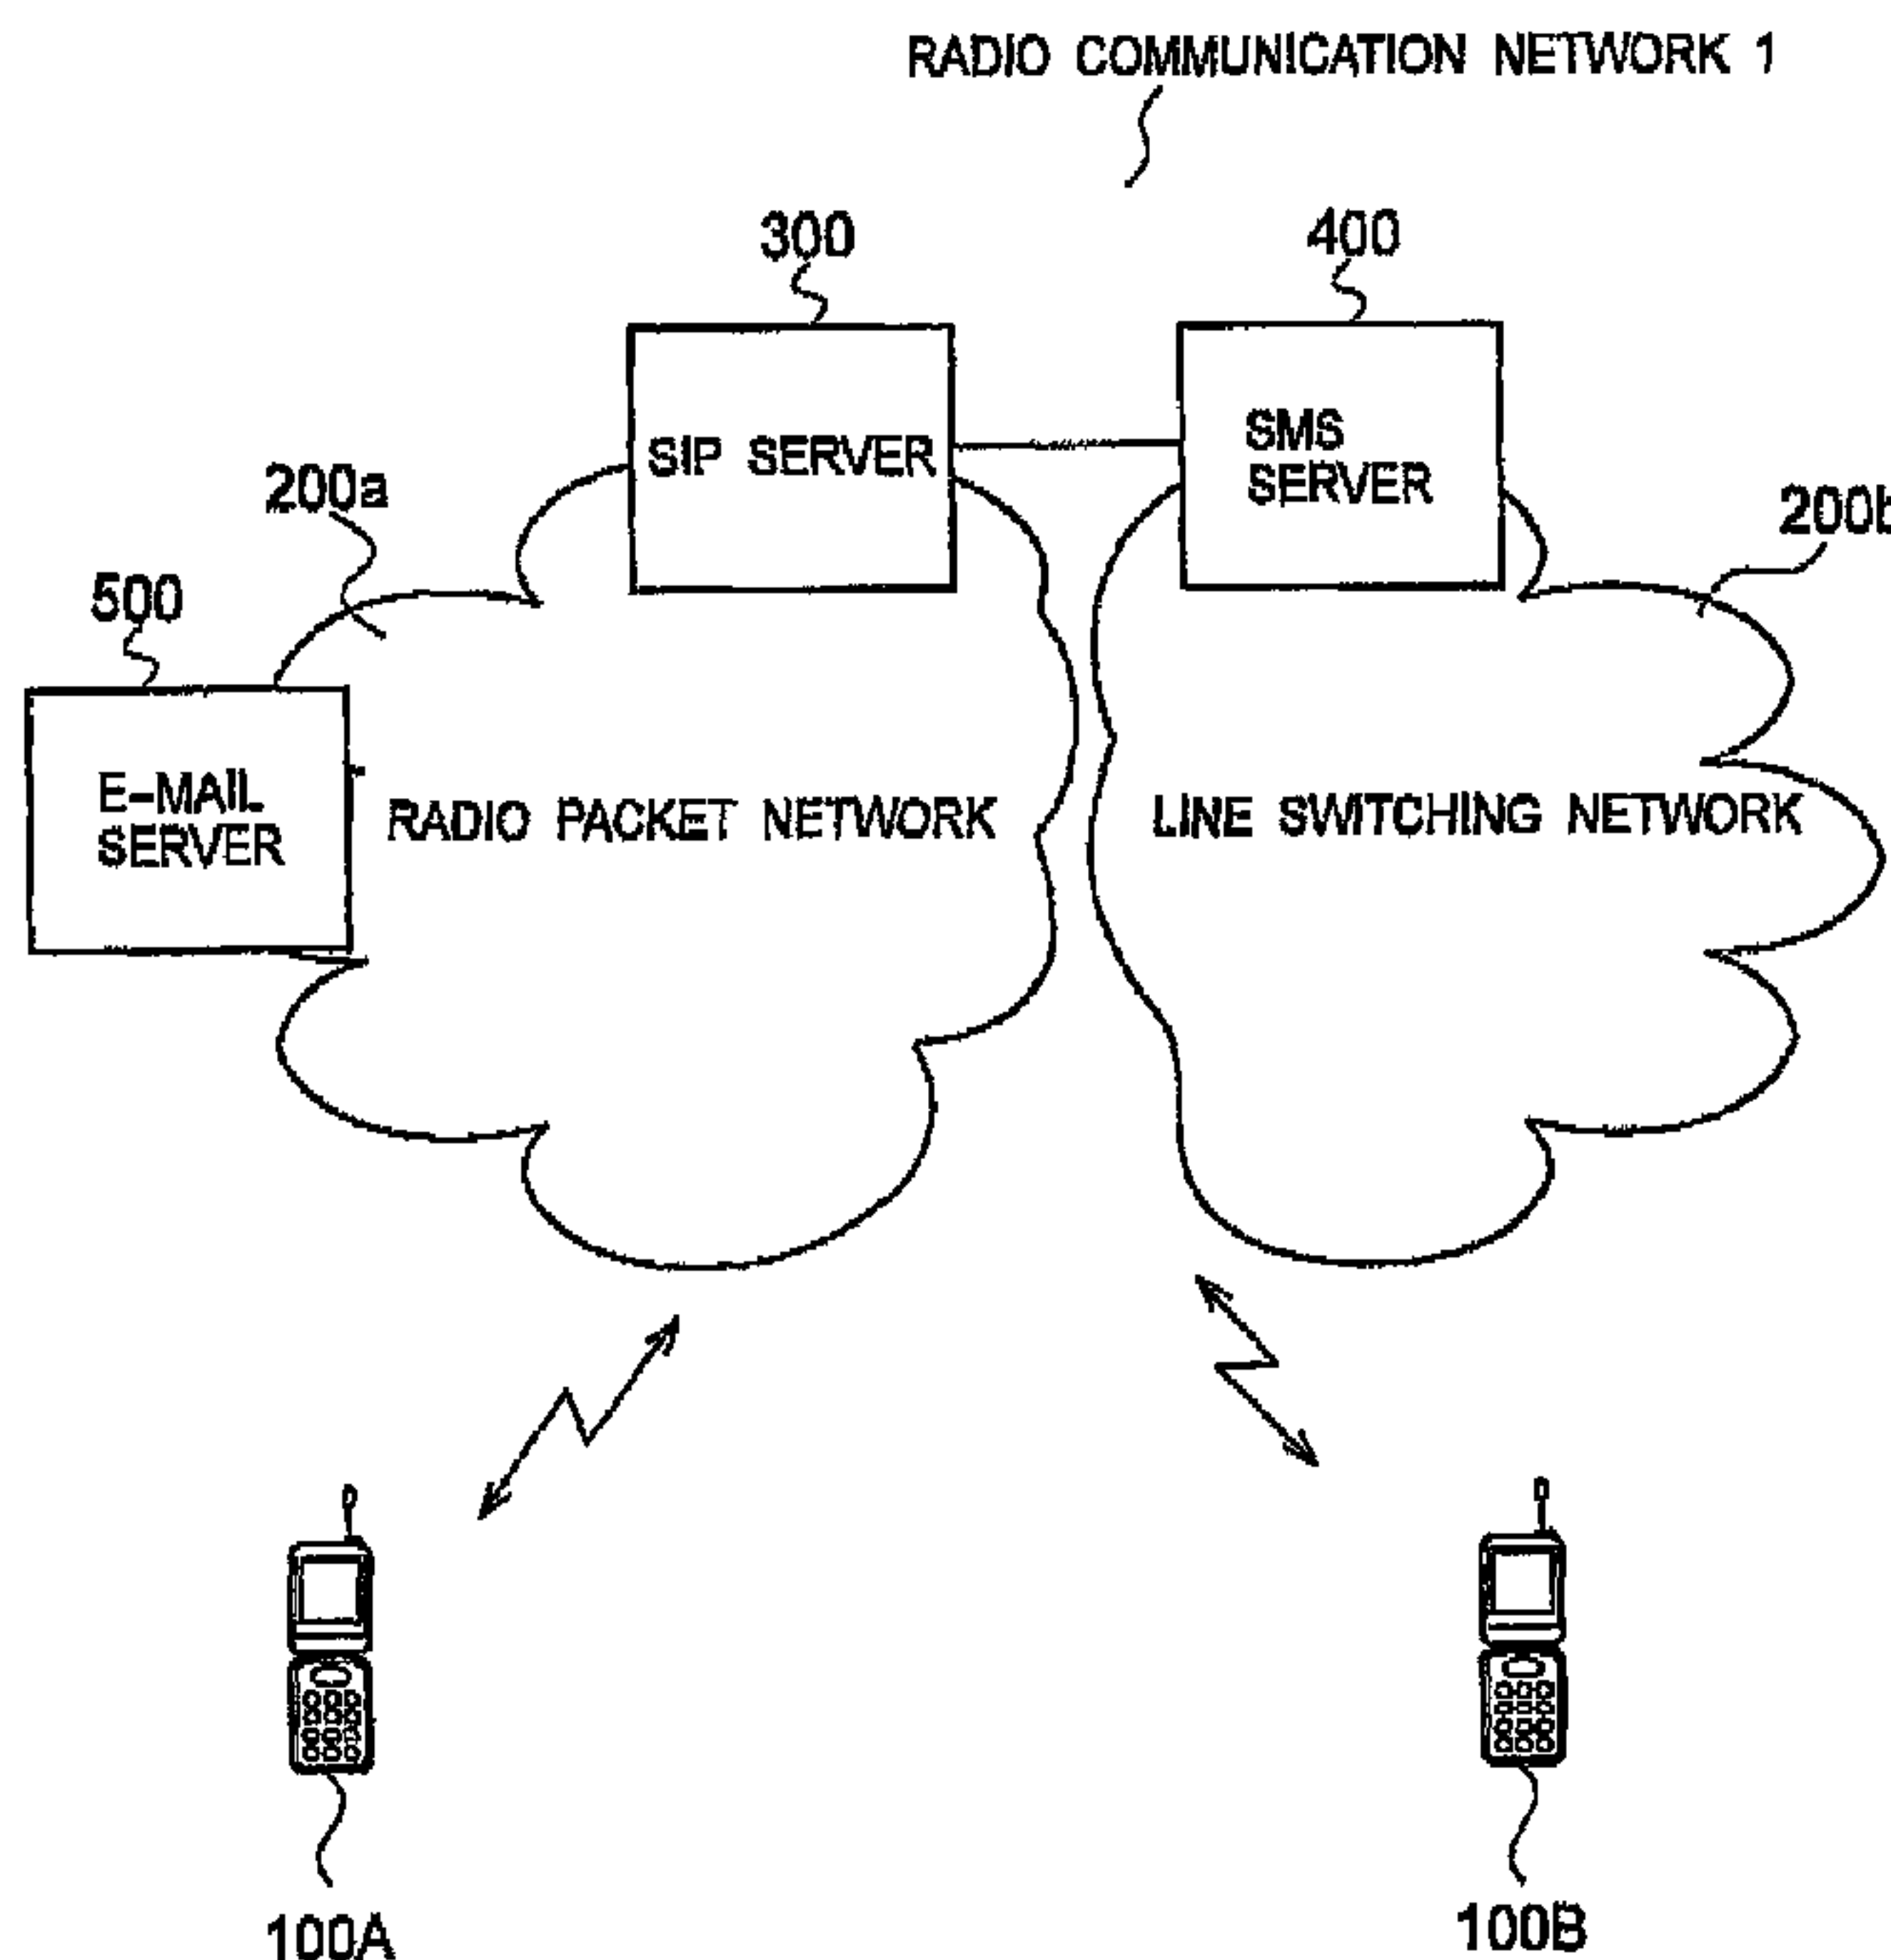 RADIO COMMUNICATION NETWORK 1
300
400
SIP SERVER
SMS
SERVER
200a
200b
500
E-MAIL
SERVER
RADIO PACKET NETWORK
LINE SWITCHING NETWORK
100A
100B